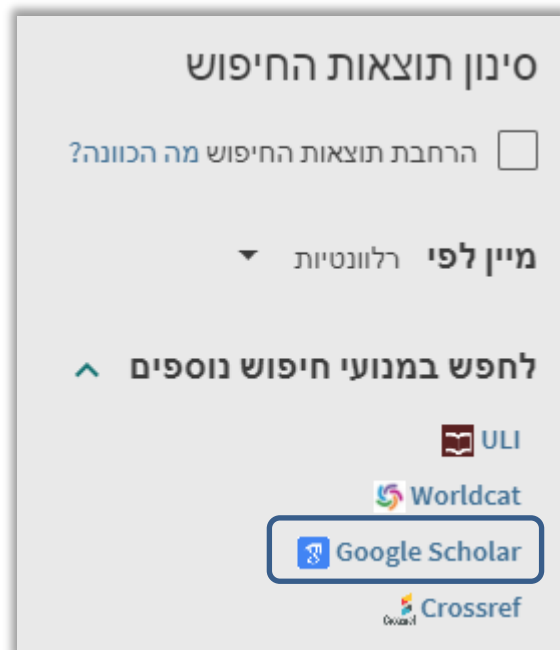 סינון תוצאות החיפוש
הרחבת תוצאות החיפוש מה הכוונה?
מיין לפי רלוונטיות
לחפש במנועי חיפוש נוספים
ULI
Worldcat
Google Scholar
Crossref